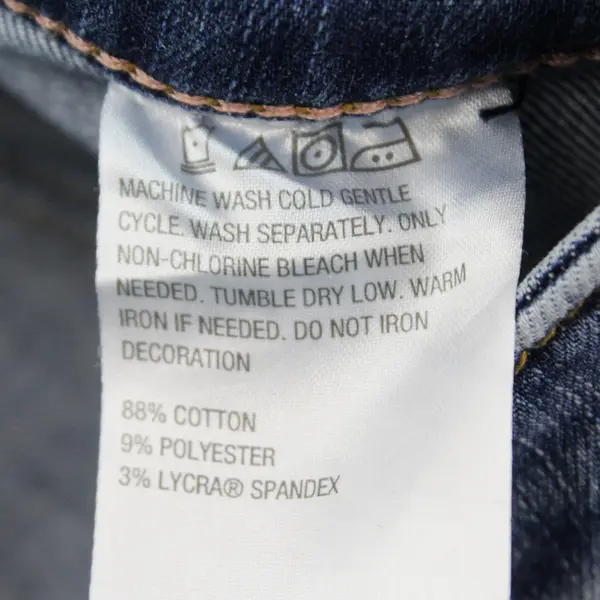 MACHINE WASH COLD GENTLE
CYCLE. WASH SEPARATELY. ONLY
NON-CHLORINE BLEACH WHEN
NEEDED. TUMBLE DRY LOW. WARM
IRON IF NEEDED. DO NOT IRON
DECORATION
88% COTTON
9% POLYESTER
3% LYCRA® SPANDEX